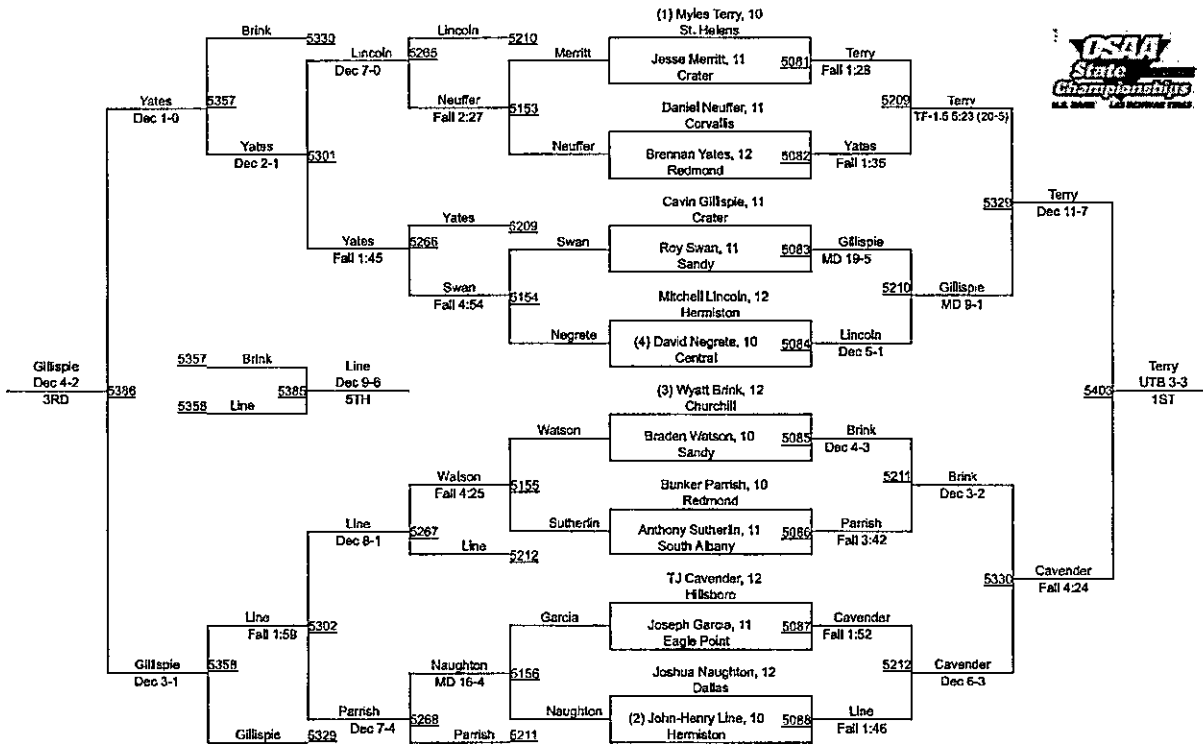 (1) Myles Terry, 10
St. Helens
Jesse Merritt, 11
Crater
Daniel Neuffer, 11
Corvallis
Brennan Yates, 12
Redmond
Cavin Gillispie, 11
Crater
Roy Swan, 11
Sandy
Mitchell Lincoln, 12
Hermiston
(4) David Negrete, 10
Central
(3) Wyatt Brink, 12
Churchill
Braden Watson, 10
Sandy
Bunker Parrish, 10
Redmond
Anthony Sutherlin, 11
South Albany
TJ Cavender, 12
Hillsboro
Joseph Garcia, 11
Eagle Point
Joshua Naughton, 12
Dallas
(2) John-Henry Line, 10
Hermiston
5081
5082
5083
5084
5085
5086
5087
5088
Terry
Fall 1:28
Yates
Fall 1:35
Gillispie
MD 19-5
Lincoln
Dec 5-1
Brink
Dec 4-3
Parrish
Fall 3:42
Cavender
Fall 1:52
Line
Fall 1:46
5209
5210
5211
5212
Terry
TF-1.5 5:23 (20-5)
Gillispie
MD 9-1
Brink
Dec 3-2
Cavender
Dec 6-3
5329
5330
Terry
Dec 11-7
Cavender
Fall 4:24
5403
Terry
UTB 3-3
1ST
Merritt
Neuffer
Swan
Negrete
Watson
Sutherlin
Garcia
Naughton
5153
5154
5155
5156
Lincoln
5210
Neuffer
Fall 2:27
Yates
5209
Swan
Fall 4:54
Watson
Fall 4:25
Line
5212
Naughton
MD 16-4
Parrish
5211
5265
5266
5267
5268
Lincoln
Dec 7-0
Yates
Fall 1:45
Line
Dec 8-1
Parrish
Dec 7-4
5301
5302
Brink
5330
Yates
Dec 2-1
Line
Fall 1:59
Gillispie
5329
5357
5358
Yates
Dec 1-0
Gillispie
Dec 3-1
5386
Gillispie
Dec 4-2
3RD
5357
Brink
5358
Line
5385
Line
Dec 9-6
5TH
OSAA
State
Championships